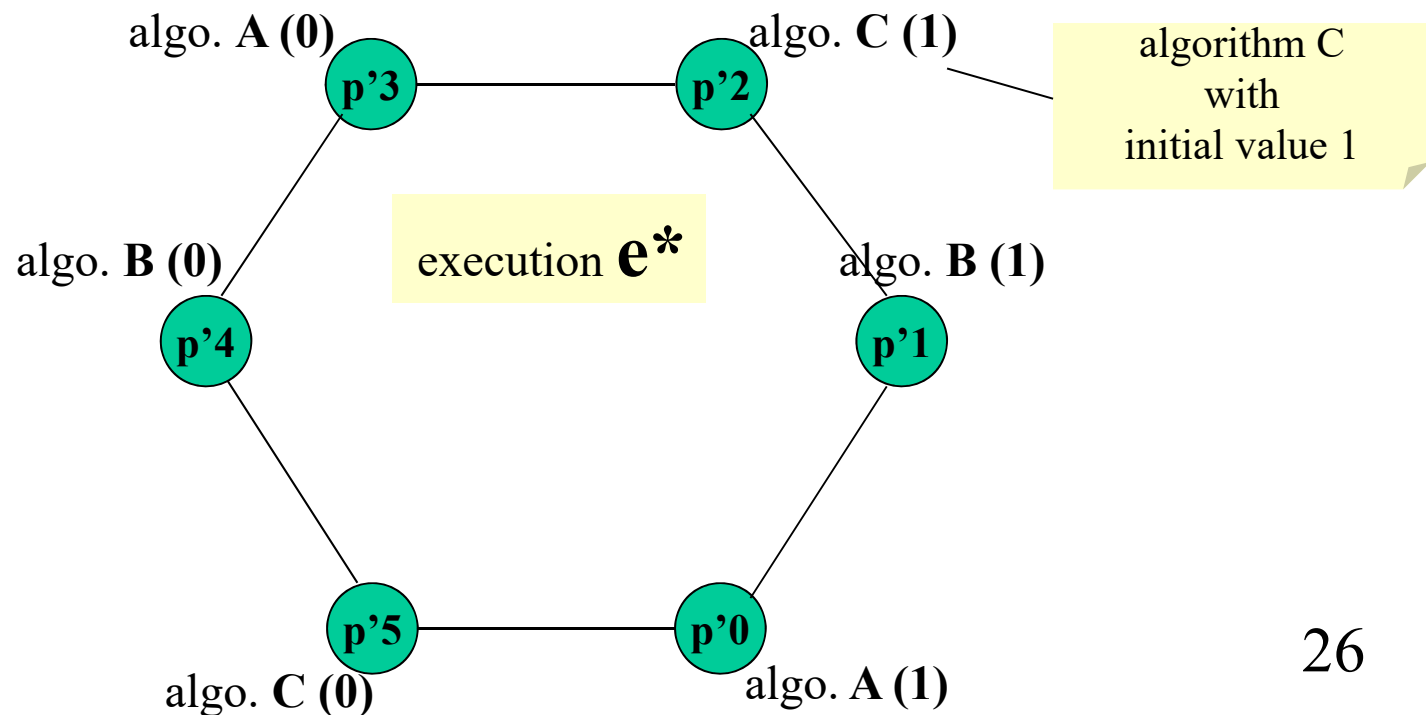 algo. A (0)
algo. C (1)
algorithm C
with
initial value 1
p’3
p’2
algo. B (0)
execution e*
algo. B (1)
p’4
p’1
p’5
p’0
algo. C (0)
algo. A (1)
26